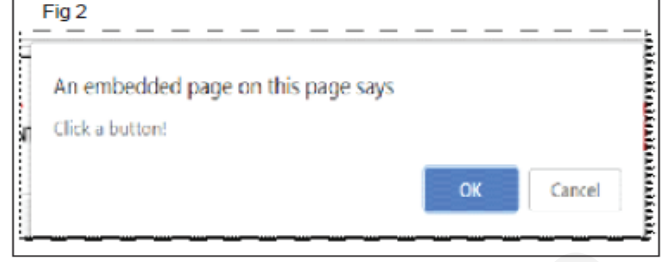 Fig 2
An embedded page on this page says
Click a button!
OK Cancel